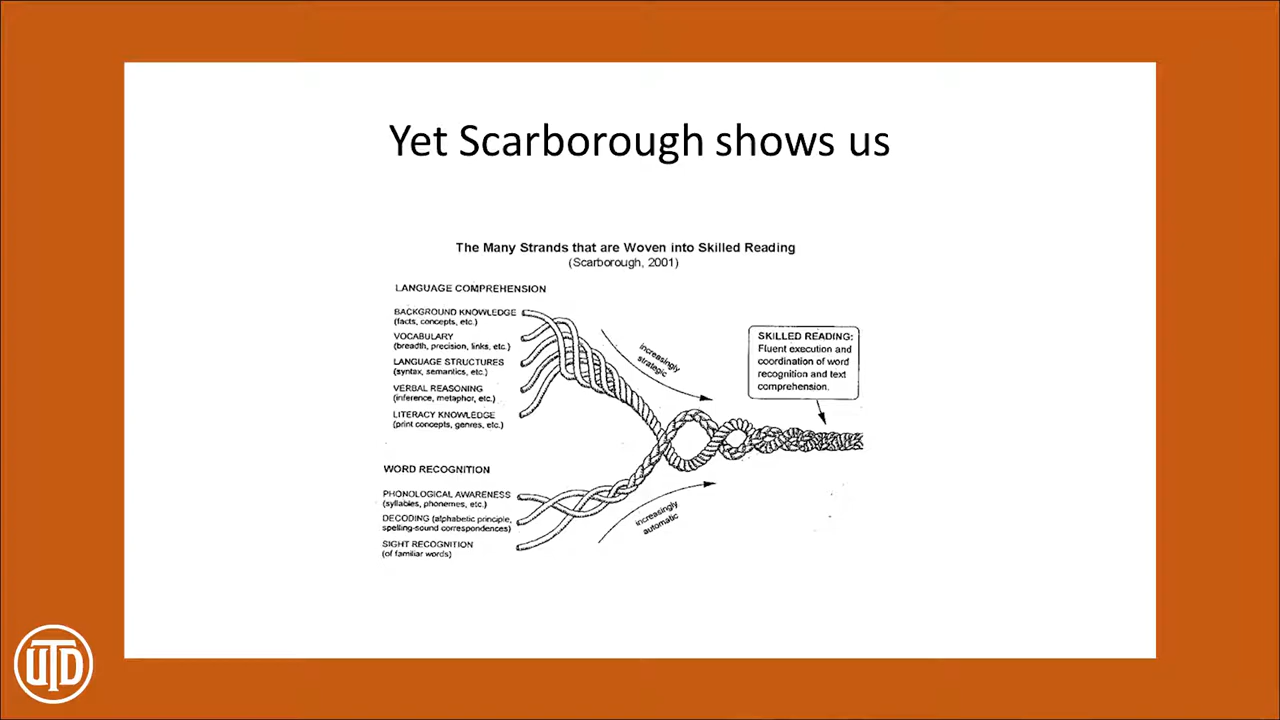 Yet Scarborough shows us
The Many Strands that are Woven into Skilled Reading
(Scarborough, 2001)
LANGUAGE COMPREHENSION
BACKGROUND KNOWLEDGE
(facts, concepts, etc.)
VOCABULARY
(breadth, precision, links, etc.)
LANGUAGE STRUCTURES
(syntax, semantics, etc.)
VERBAL REASONING
(inference, metaphor, etc.)
LITERACY KNOWLEDGE
(print concepts, genres, etc.)
increasingly
strategic
SKILLED READING:
Fluent execution and
coordination of word
recognition and text
comprehension.
WORD RECOGNITION
PHONOLOGICAL AWARENESS
(syllables, phonemes, etc.)
DECODING (alphabetic principle,
spelling-sound correspondences)
SIGHT RECOGNITION
(of familiar words)
increasingly
automatic
UTD